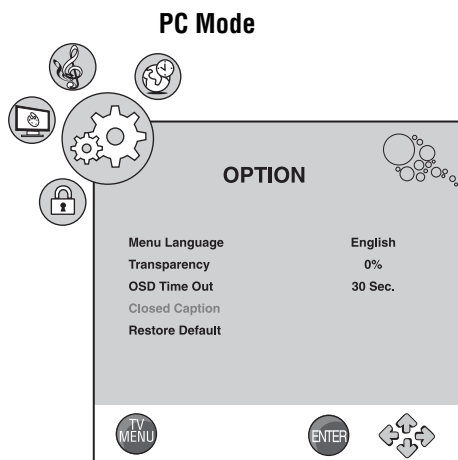 PC Mode
OPTION
Menu Language English
Transparency 0%
OSD Time Out 30 Sec.
Closed Caption
Restore Default
TV
MENU
ENTER